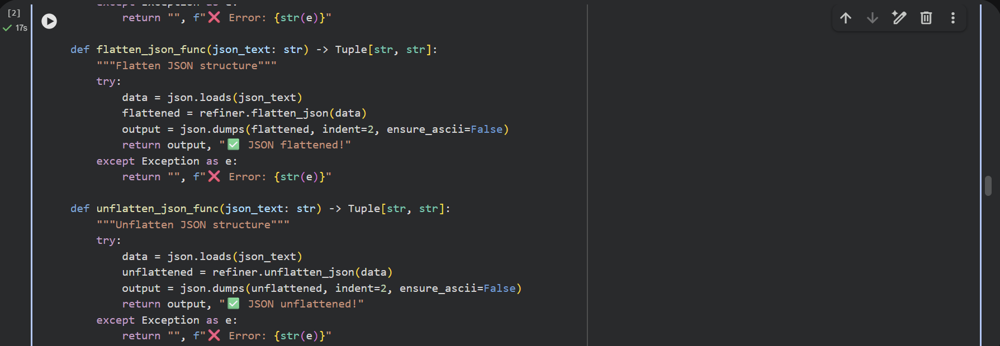 [2]
17s
except Exception as e:
return "", f"❌ Error: {str(e)}"
def flatten_json_func(json_text: str) -> Tuple[str, str]:
"""Flatten JSON structure"""
try:
data = json.loads(json_text)
flattened = refiner.flatten_json(data)
output = json.dumps(flattened, indent=2, ensure_ascii=False)
return output, "✅ JSON flattened!"
except Exception as e:
return "", f"❌ Error: {str(e)}"
def unflatten_json_func(json_text: str) -> Tuple[str, str]:
"""Unflatten JSON structure"""
try:
data = json.loads(json_text)
unflattened = refiner.unflatten_json(data)
output = json.dumps(unflattened, indent=2, ensure_ascii=False)
return output, "✅ JSON unflattened!"
except Exception as e:
return "", f"❌ Error: {str(e)}"